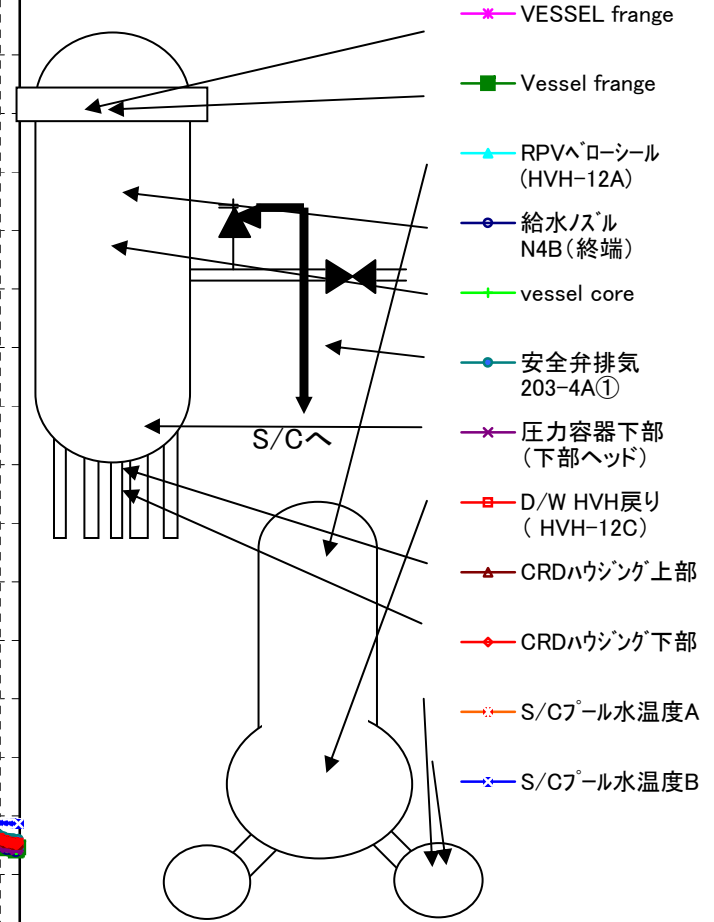 VESSEL frange
Vessel frange
RPVベローシール
(HVH-12A)
給水ノズル
N4B(終端)
vessel core
安全弁排気
203-4A①
圧力容器下部
(下部ヘッド)
D/W HVH戻り
( HVH-12C)
CRDハウジング上部
CRDハウジング下部
S/Cプール水温度A
S/Cプール水温度B
S/Cへ